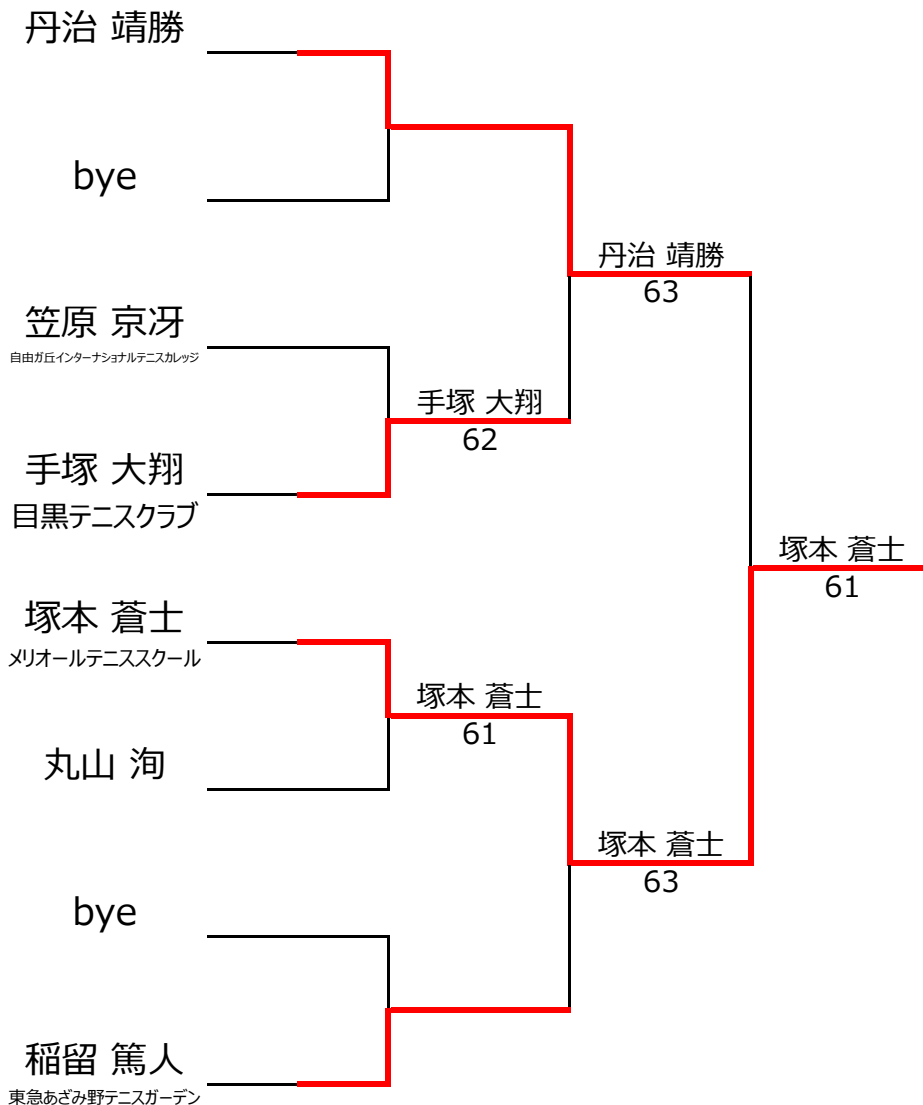 丹治 靖勝
bye
丹治 靖勝
63
笠原 京冴
自由ガ丘インターナショナルテニスカレッジ
手塚 大翔
62
手塚 大翔
目黒テニスクラブ
塚本 蒼士
61
塚本 蒼士
メリオールテニススクール
塚本 蒼士
61
丸山 洵
塚本 蒼士
63
bye
稲留 篤人
東急あざみ野テニスガーデン